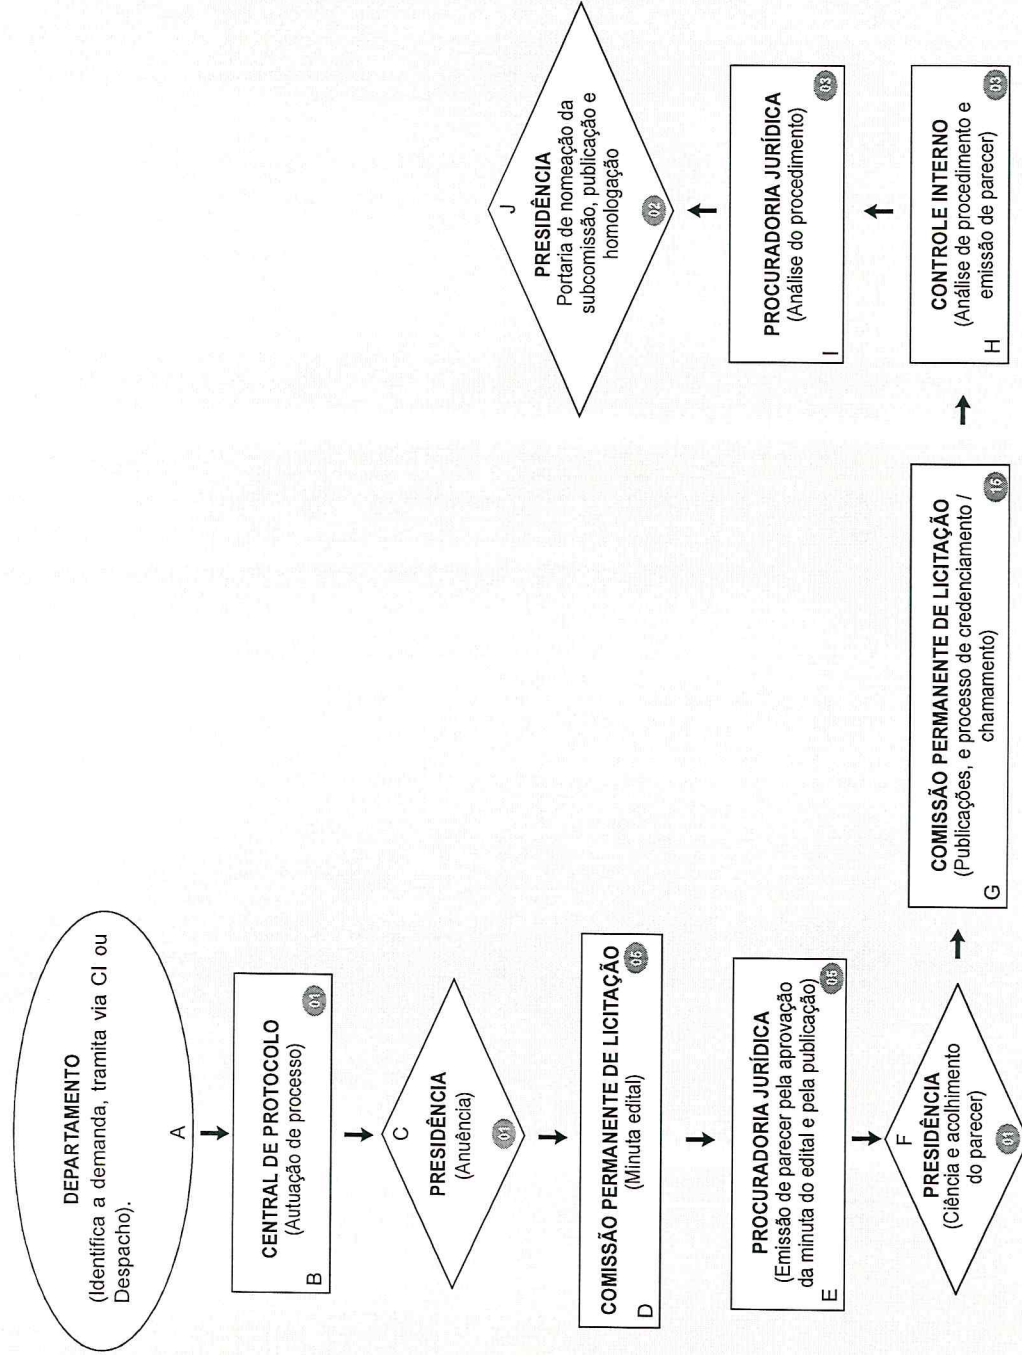 DEPARTAMENTO
(Identifica a demanda, tramita via CI ou
Despacho).
A
CENTRAL DE PROTOCOLO
(Autuação de processo)
B
01
C
PRESIDÊNCIA
(Anuência)
01
COMISSÃO PERMANENTE DE LICITAÇÃO
(Minuta edital)
D
05
PROCURADORIA JURÍDICA
(Emissão de parecer pela aprovação
da minuta do edital e pela publicação)
E
05
F
PRESIDÊNCIA
(Ciência e acolhimento
do parecer)
01
COMISSÃO PERMANENTE DE LICITAÇÃO
(Publicações, e processo de credenciamento /
chamamento)
G
15
CONTROLE INTERNO
(Análise de procedimento e
emissão de parecer)
H
03
PROCURADORIA JURÍDICA
(Análise do procedimento)
I
03
J
PRESIDÊNCIA
Portaria de nomeação da
subcomissão, publicação e
homologação
02